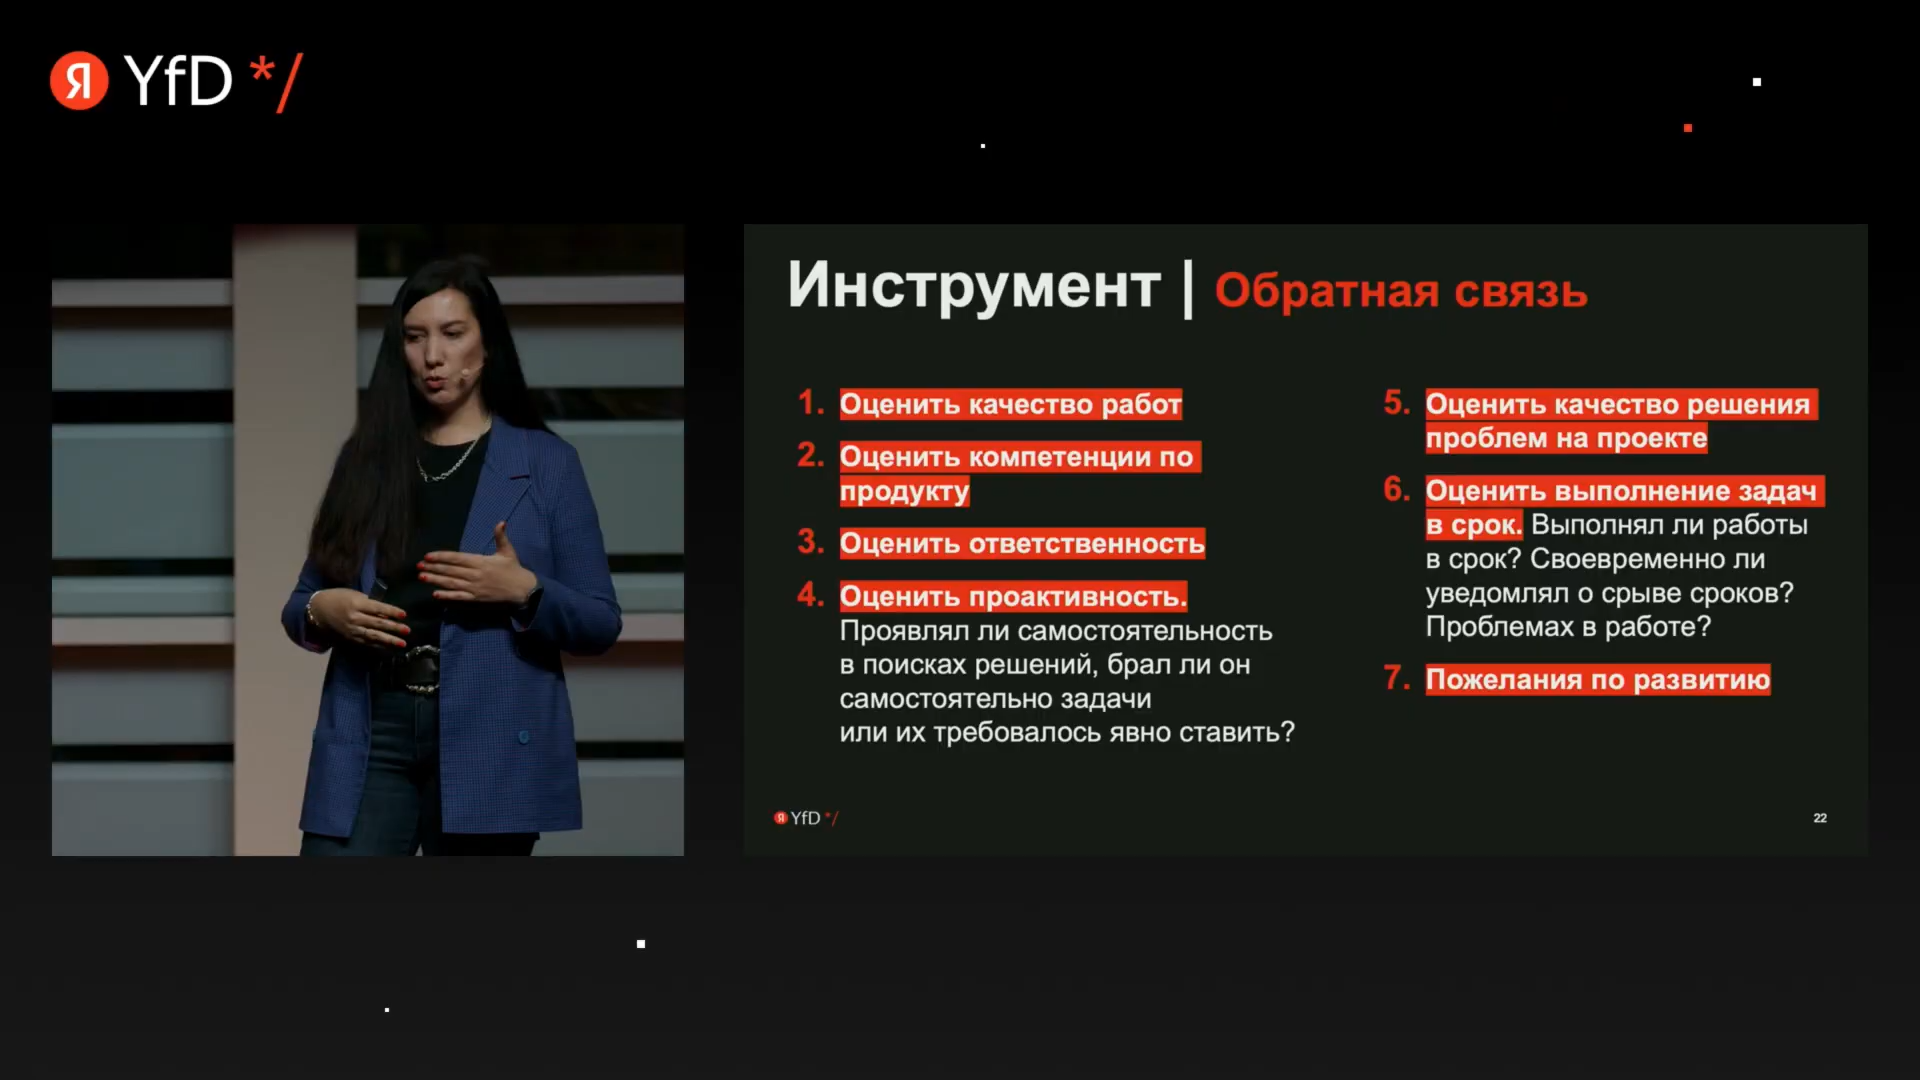 Я YfD */
Инструмент | Обратная связь
1. Оценить качество работ
2. Оценить компетенции по
продукту
3. Оценить ответственность
4. Оценить проактивность.
Проявлял ли самостоятельность
в поисках решений, брал ли он
самостоятельно задачи
или их требовалось явно ставить?
5. Оценить качество решения
проблем на проекте
6. Оценить выполнение задач
в срок. Выполнял ли работы
в срок? Своевременно ли
уведомлял о срыве сроков?
Проблемах в работе?
7. Пожелания по развитию
Я YfD */
22